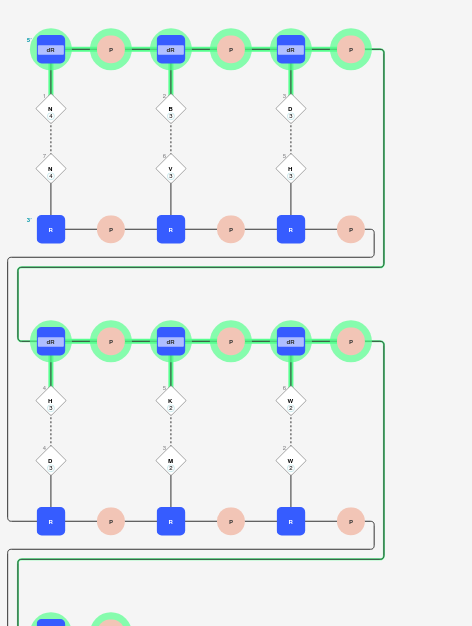 5' dR P dR P dR P
1 2 3
N B D
4 3 3
7 6 5
N V H
4 3 3
3' R P R P R P
dR P dR P dR P
4 5 6
H K W
3 2 2
4 3 2
D M W
3 2 2
R P R P R P